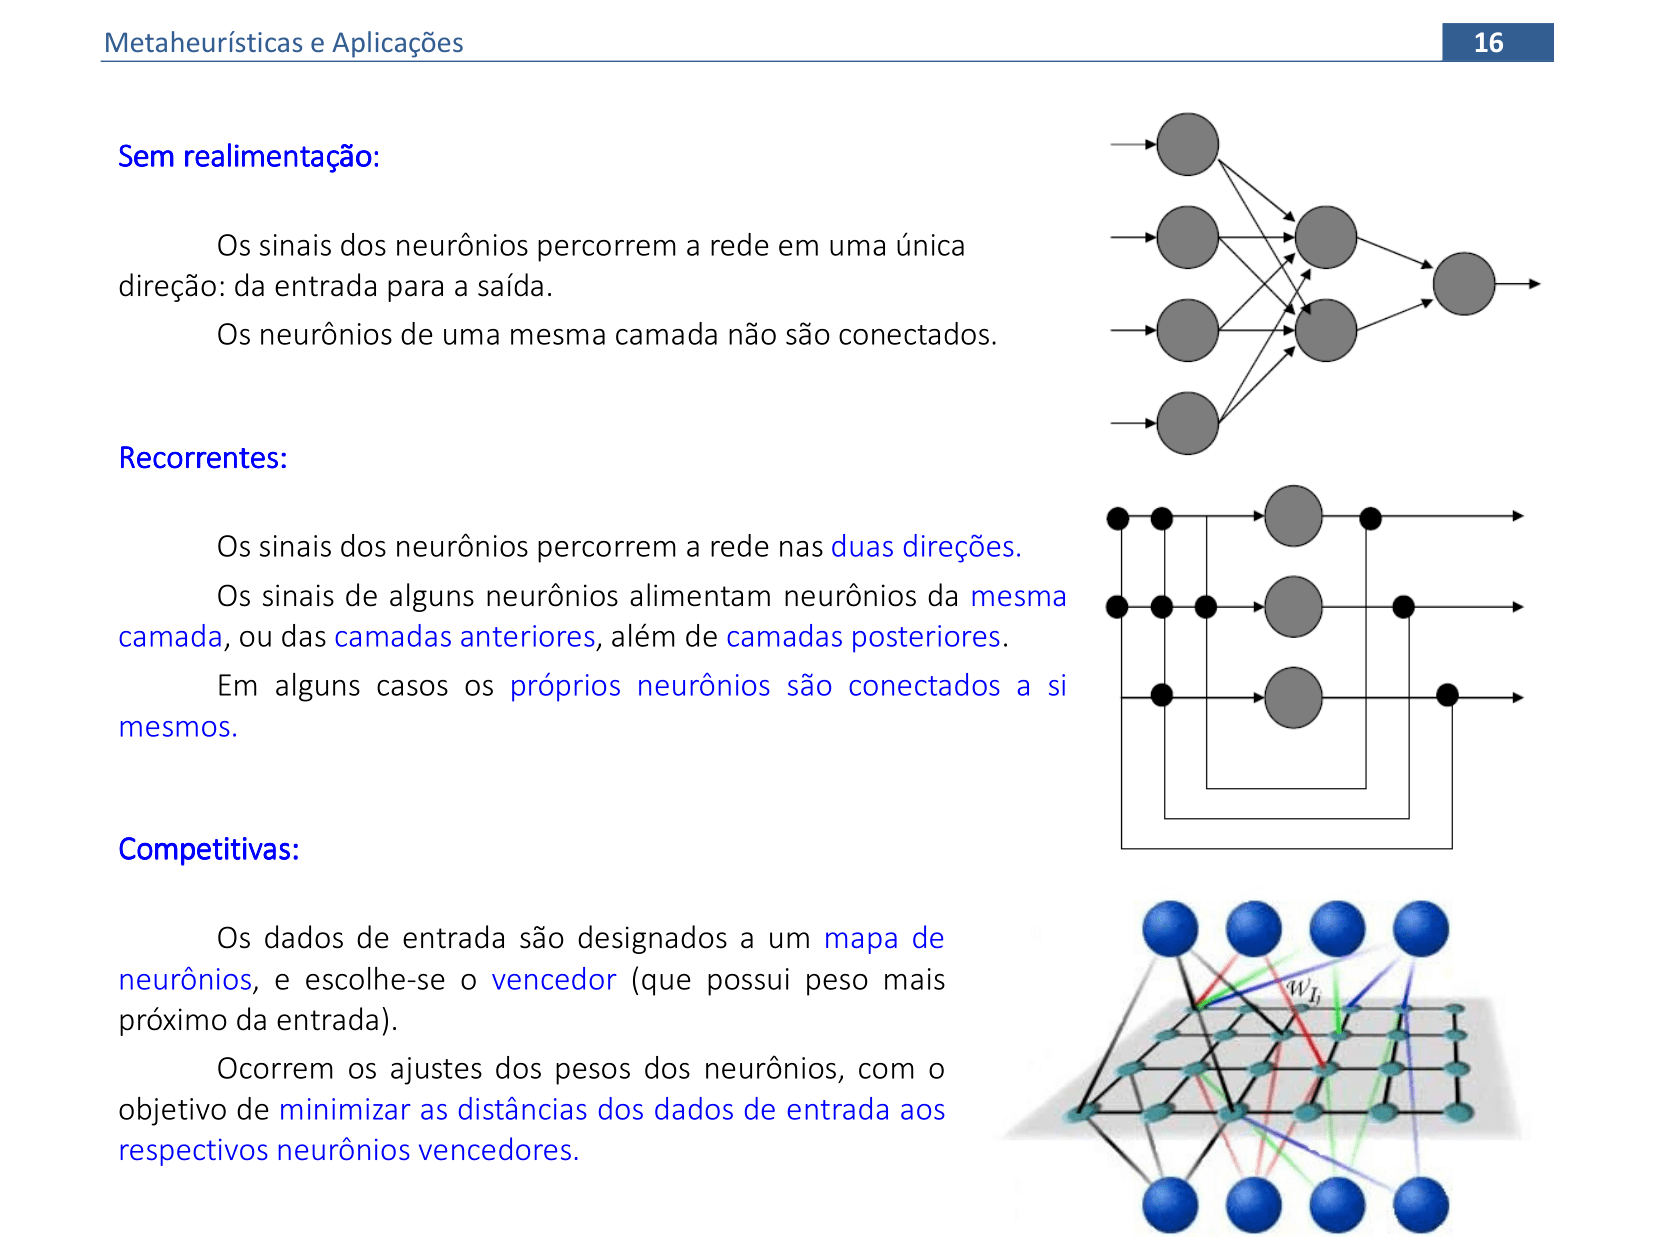 Metaheurísticas e Aplicações
16
Sem realimentação:
Os sinais dos neurônios percorrem a rede em uma única
direção: da entrada para a saída.
Os neurônios de uma mesma camada não são conectados.
Recorrentes:
Os sinais dos neurônios percorrem a rede nas duas direções.
Os sinais de alguns neurônios alimentam neurônios da mesma
camada, ou das camadas anteriores, além de camadas posteriores.
Em alguns casos os próprios neurônios são conectados a si
mesmos.
Competitivas:
Os dados de entrada são designados a um mapa de
neurônios, e escolhe-se o vencedor (que possui peso mais
próximo da entrada).
Ocorrem os ajustes dos pesos dos neurônios, com o
objetivo de minimizar as distâncias dos dados de entrada aos
respectivos neurônios vencedores.
W_Ij